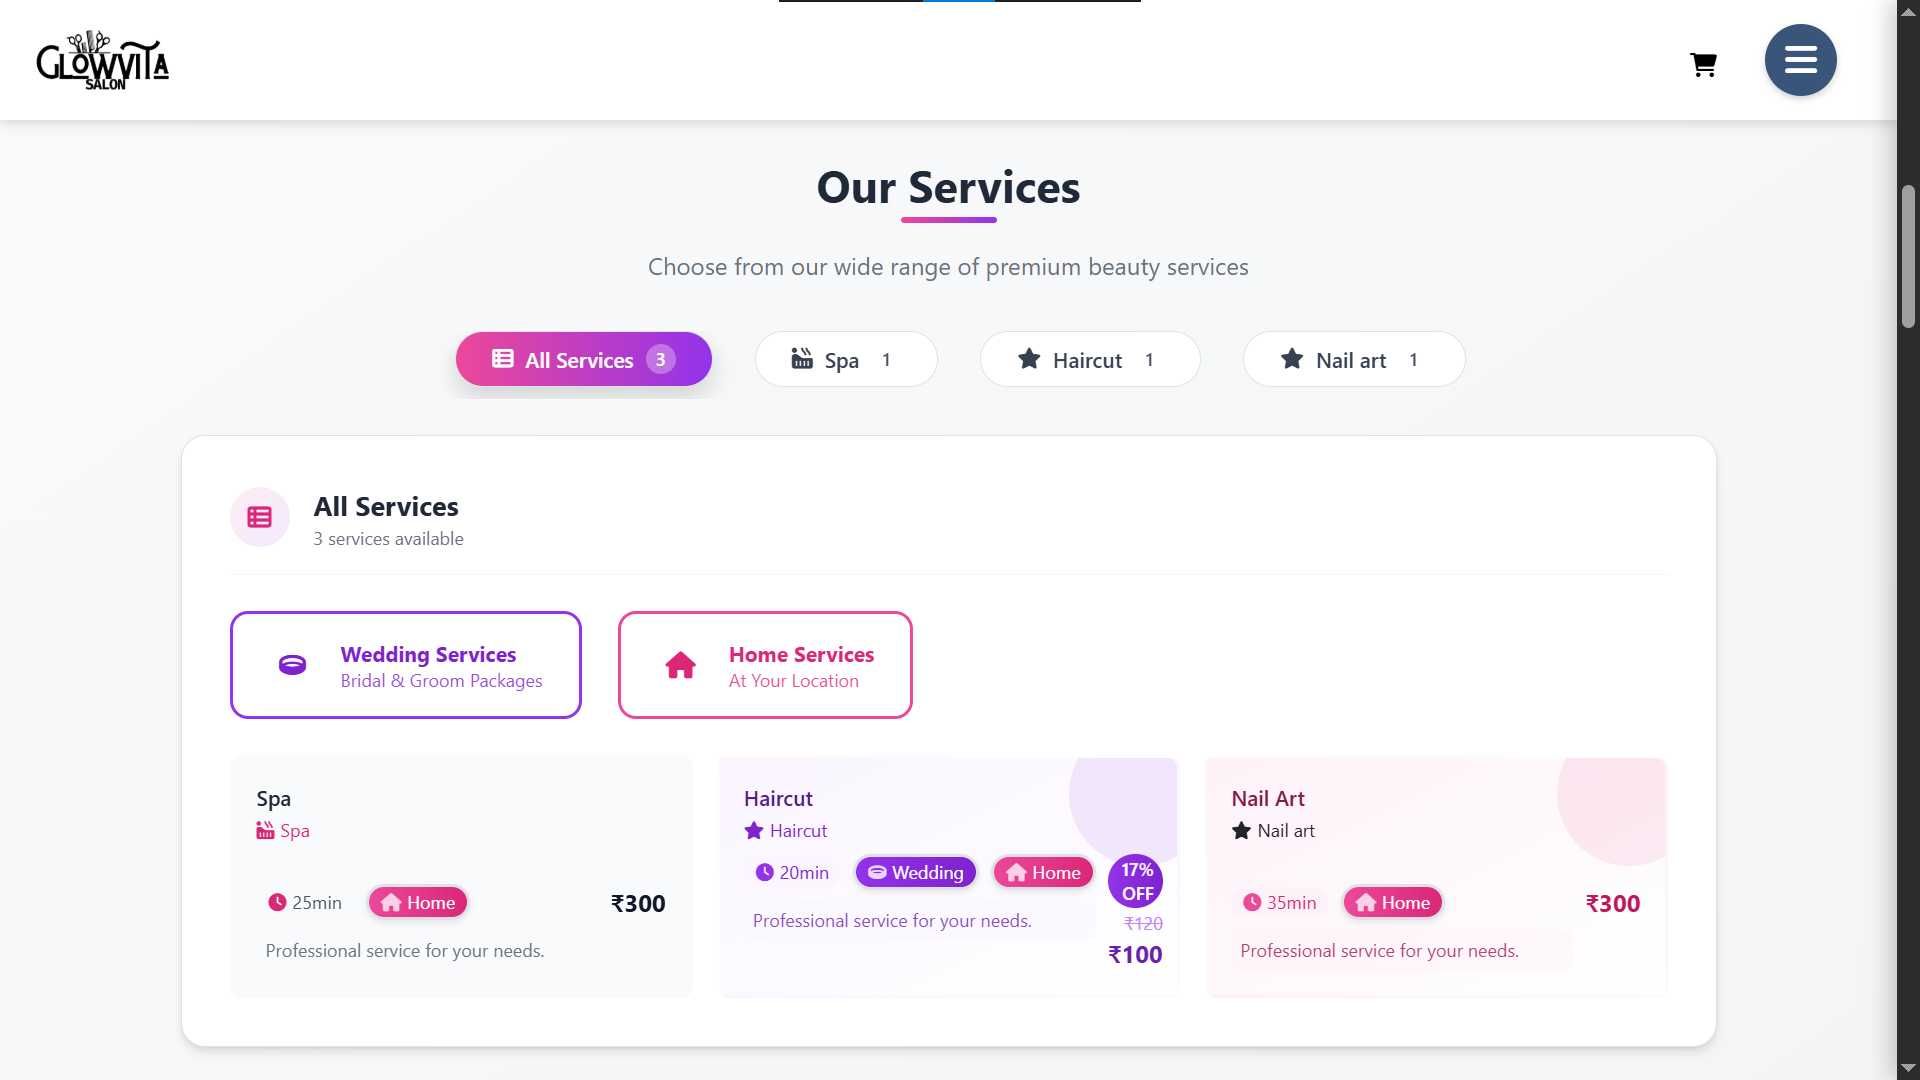 GLOWVITA
SALON
Our Services
Choose from our wide range of premium beauty services
All Services 3
Spa 1
Haircut 1
Nail art 1
All Services
3 services available
Wedding Services
Bridal & Groom Packages
Home Services
At Your Location
Spa
Spa
25min Home ₹300
Professional service for your needs.
Haircut
Haircut
20min Wedding Home
17%
OFF
Professional service for your needs.
₹120
₹100
Nail Art
Nail art
35min Home ₹300
Professional service for your needs.